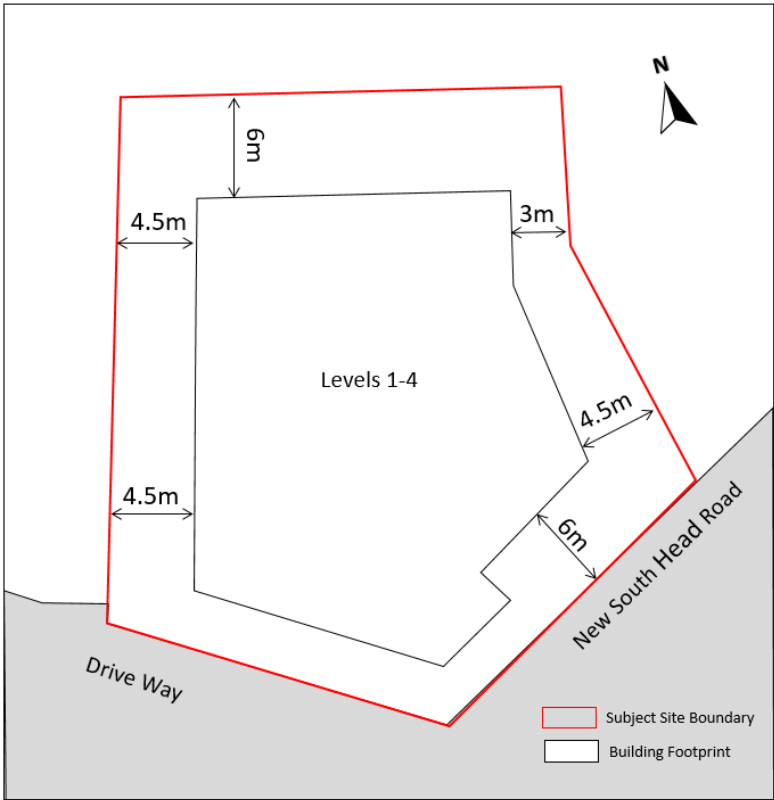 N
6m
4.5m
3m
Levels 1-4
4.5m
4.5m
6m
New South Head Road
Drive Way
Subject Site Boundary
Building Footprint